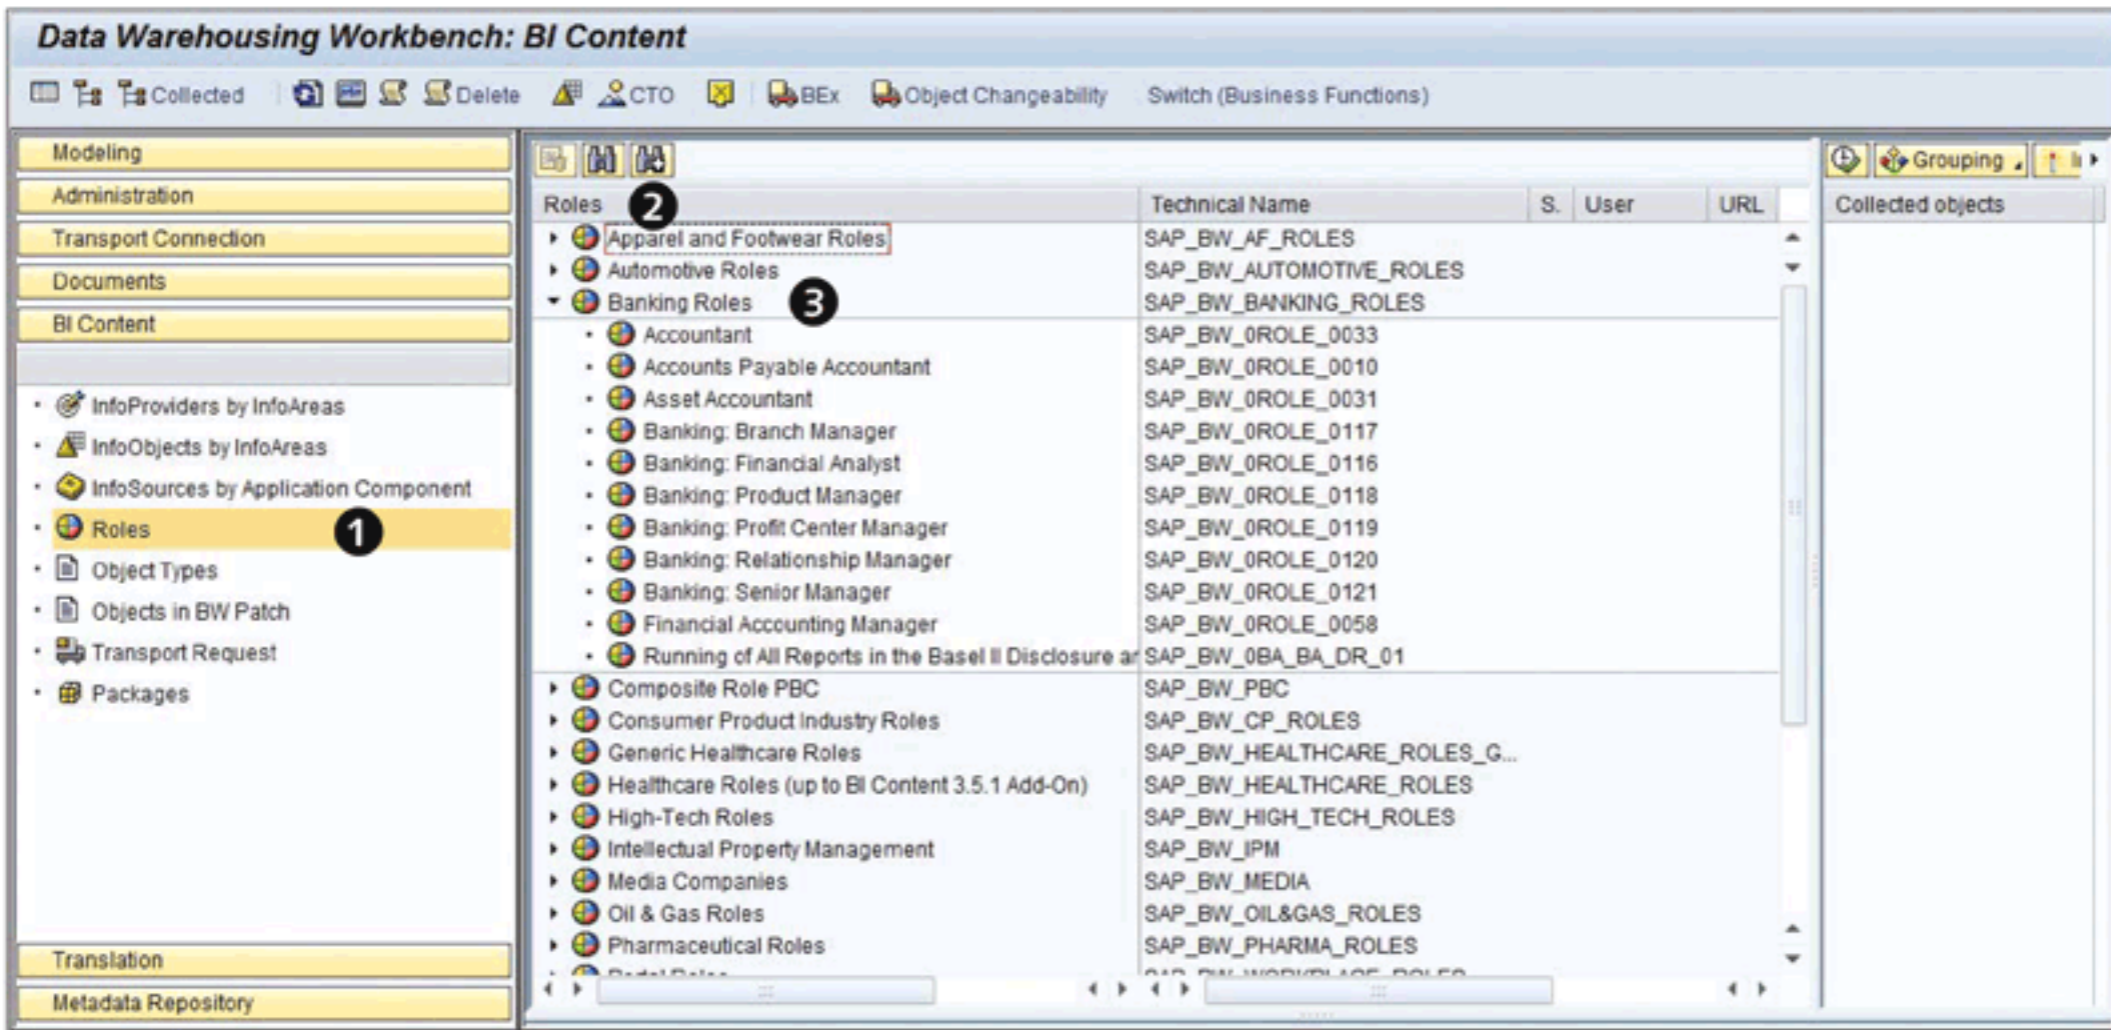 Data Warehousing Workbench: BI Content
Collected Delete CTO BEx Object Changeability Switch (Business Functions)
Modeling
Administration
Transport Connection
Documents
BI Content
InfoProviders by InfoAreas
InfoObjects by InfoAreas
InfoSources by Application Component
Roles 1
Object Types
Objects in BW Patch
Transport Request
Packages
Translation
Metadata Repository
Roles 2 Technical Name S. User URL
Apparel and Footwear Roles SAP_BW_AF_ROLES
Automotive Roles SAP_BW_AUTOMOTIVE_ROLES
Banking Roles 3 SAP_BW_BANKING_ROLES
Accountant SAP_BW_0ROLE_0033
Accounts Payable Accountant SAP_BW_0ROLE_0010
Asset Accountant SAP_BW_0ROLE_0031
Banking: Branch Manager SAP_BW_0ROLE_0117
Banking: Financial Analyst SAP_BW_0ROLE_0116
Banking: Product Manager SAP_BW_0ROLE_0118
Banking: Profit Center Manager SAP_BW_0ROLE_0119
Banking: Relationship Manager SAP_BW_0ROLE_0120
Banking: Senior Manager SAP_BW_0ROLE_0121
Financial Accounting Manager SAP_BW_0ROLE_0058
Running of All Reports in the Basel II Disclosure ar SAP_BW_0BA_BA_DR_01
Composite Role PBC SAP_BW_PBC
Consumer Product Industry Roles SAP_BW_CP_ROLES
Generic Healthcare Roles SAP_BW_HEALTHCARE_ROLES_G...
Healthcare Roles (up to BI Content 3.5.1 Add-On) SAP_BW_HEALTHCARE_ROLES
High-Tech Roles SAP_BW_HIGH_TECH_ROLES
Intellectual Property Management SAP_BW_IPM
Media Companies SAP_BW_MEDIA
Oil & Gas Roles SAP_BW_OIL&GAS_ROLES
Pharmaceutical Roles SAP_BW_PHARMA_ROLES
Grouping
Collected objects